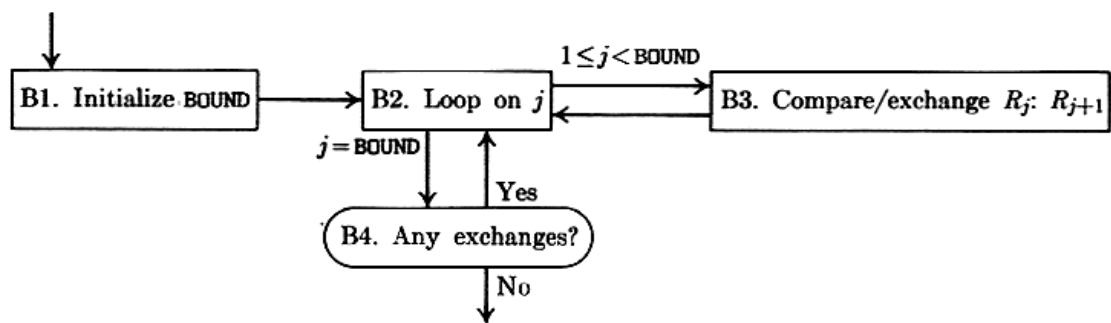 1 ≤ j < BOUND
B1. Initialize BOUND
B2. Loop on j
B3. Compare/exchange Rⱼ: Rⱼ₊₁
j = BOUND
Yes
B4. Any exchanges?
No